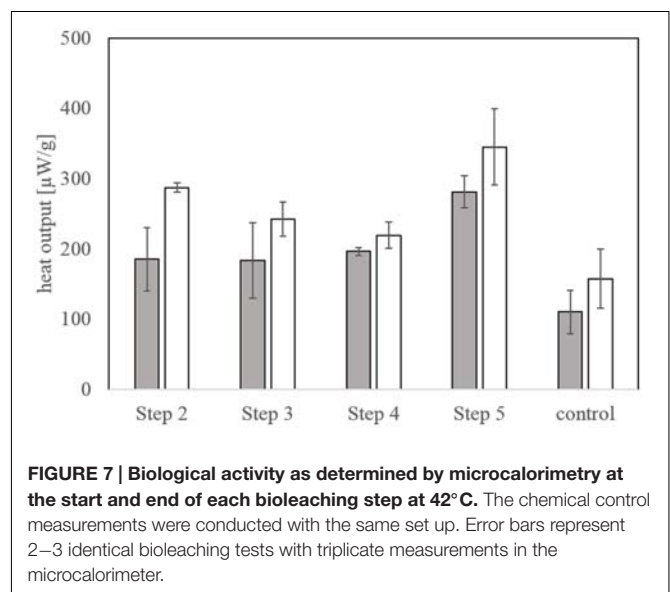 500
400
300
200
100
0
heat output [µW/g]
Step 2 Step 3 Step 4 Step 5 control
FIGURE 7 | Biological activity as determined by microcalorimetry at
the start and end of each bioleaching step at 42°C. The chemical control
measurements were conducted with the same set up. Error bars represent
2−3 identical bioleaching tests with triplicate measurements in the
microcalorimeter.